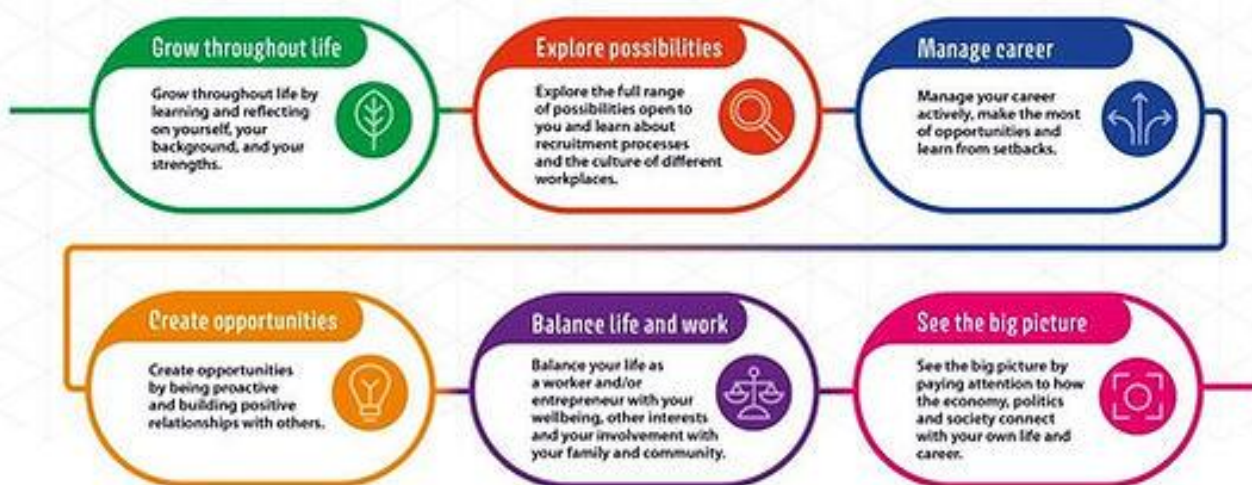 Grow throughout life
Grow throughout life by
learning and reflecting
on yourself, your
background, and your
strengths.
Explore possibilities
Explore the full range
of possibilities open to
you and learn about
recruitment processes
and the culture of different
workplaces.
Manage career
Manage your career
actively, make the most
of opportunities and
learn from setbacks.
Create opportunities
Create opportunities
by being proactive
and building positive
relationships with others.
Balance life and work
Balance your life as
a worker and/or
entrepreneur with your
wellbeing, other interests
and your involvement with
your family and community.
See the big picture
See the big picture by
paying attention to how
the economy, politics
and society connect
with your own life and
career.